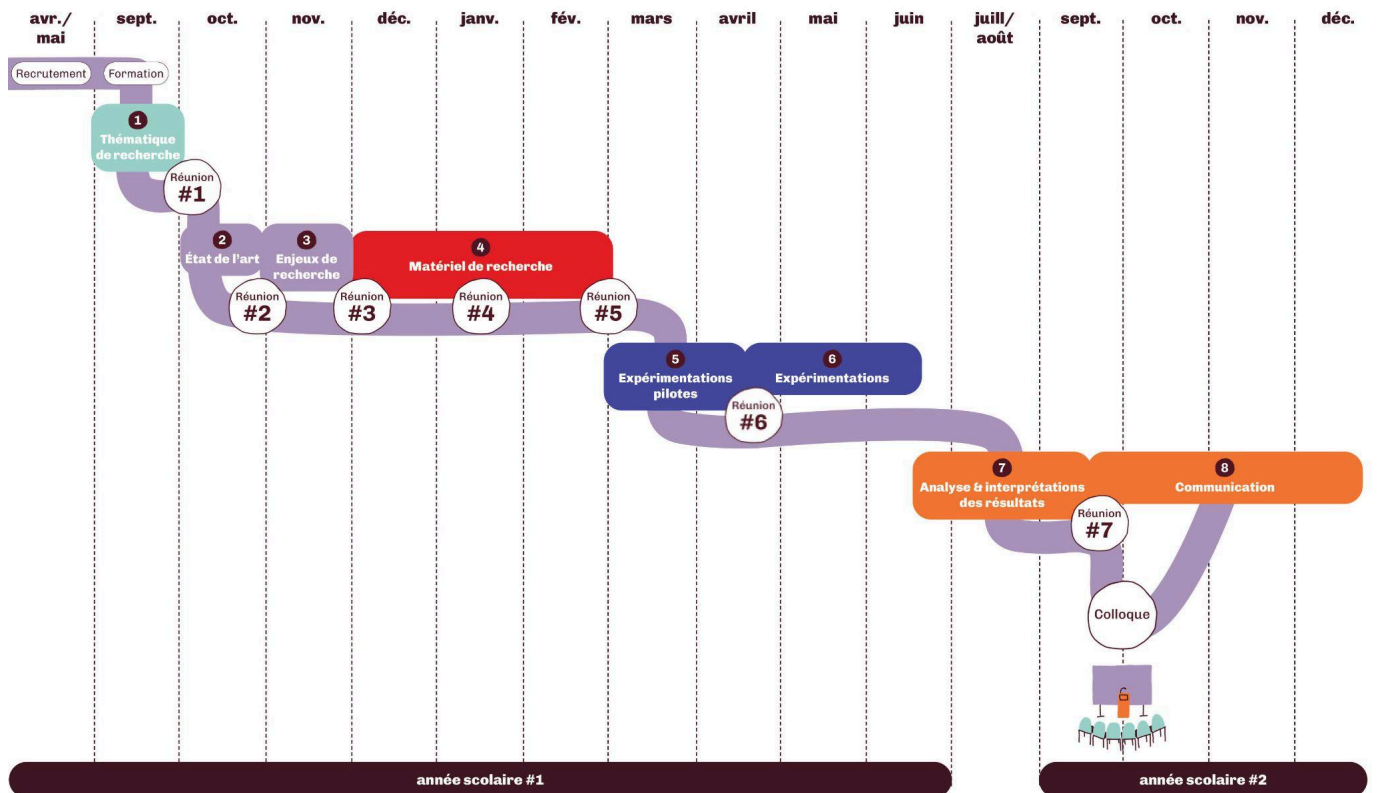 avr./
mai
sept.
oct.
nov.
déc.
janv.
fév.
mars
avril
mai
juin
juill/
août
sept.
oct.
nov.
déc.
Recrutement
Formation
1
Thématique
de recherche
Réunion
#1
2
État de l'art
3
Enjeux de
recherche
4
Matériel de recherche
Réunion
#2
Réunion
#3
Réunion
#4
Réunion
#5
5
Expérimentations
pilotes
6
Expérimentations
Réunion
#6
7
Analyse & interprétations
des résultats
8
Communication
Réunion
#7
Colloque
année scolaire #1
année scolaire #2